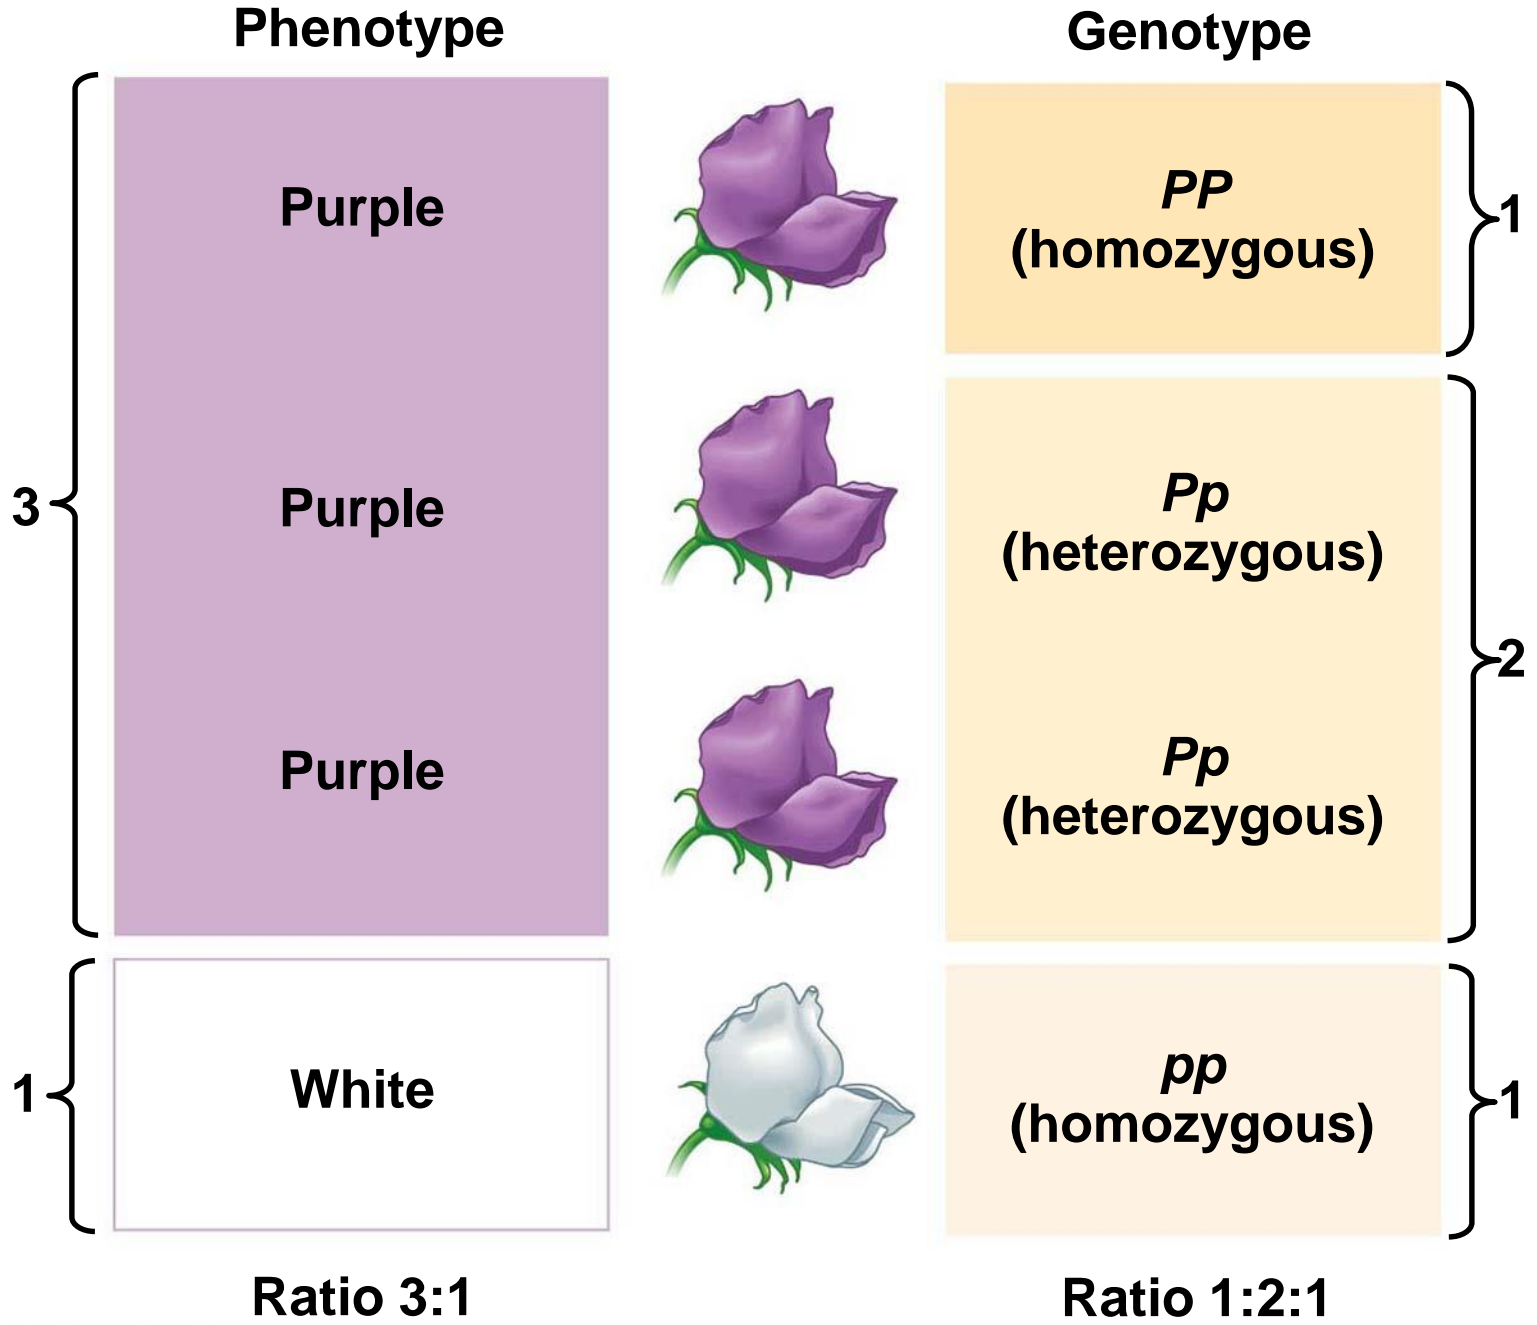 Phenotype
Genotype
3
Purple
PP
(homozygous)
1
Purple
Pp
(heterozygous)
2
Purple
Pp
(heterozygous)
1
White
pp
(homozygous)
1
Ratio 3:1
Ratio 1:2:1